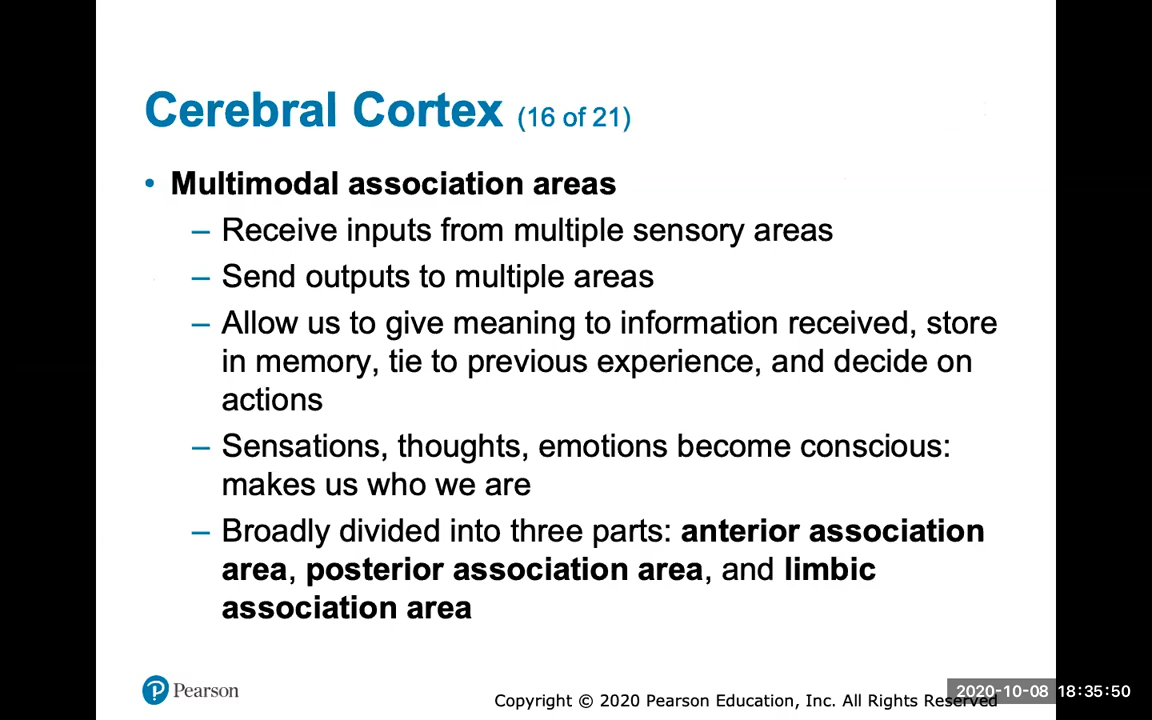 Cerebral Cortex (16 of 21)
• Multimodal association areas
– Receive inputs from multiple sensory areas
– Send outputs to multiple areas
– Allow us to give meaning to information received, store
in memory, tie to previous experience, and decide on
actions
– Sensations, thoughts, emotions become conscious:
makes us who we are
– Broadly divided into three parts: anterior association
area, posterior association area, and limbic
association area
P Pearson
Copyright © 2020 Pearson Education, Inc. All Rights Reserved
2020-10-08 18:35:50